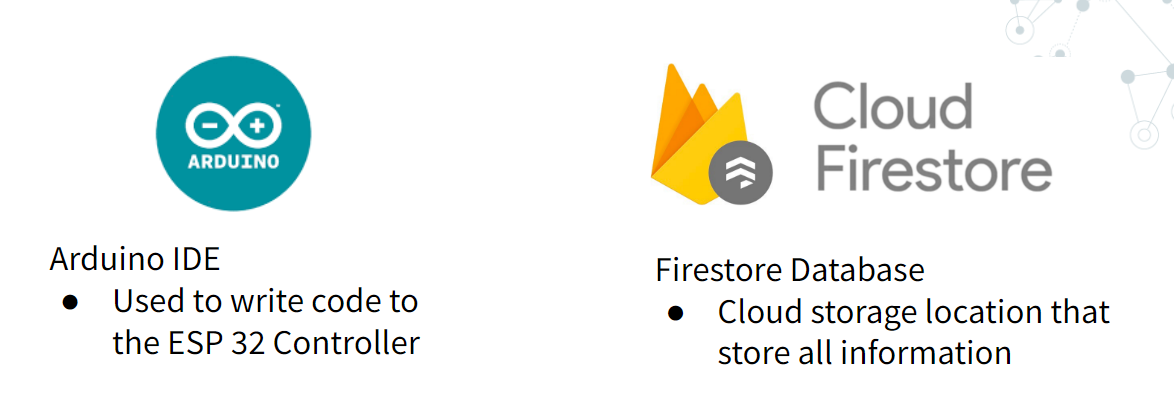 ARDUINO
Arduino IDE
● Used to write code to
the ESP 32 Controller
Cloud
Firestore
Firestore Database
● Cloud storage location that
store all information